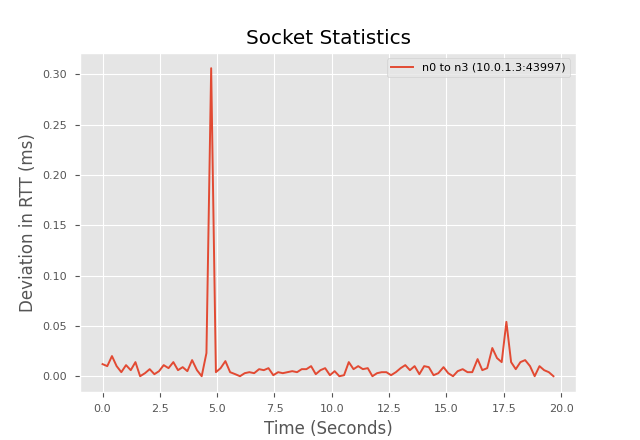 Socket Statistics
n0 to n3 (10.0.1.3:43997)
Deviation in RTT (ms)
0.30
0.25
0.20
0.15
0.10
0.05
0.00
0.0 2.5 5.0 7.5 10.0 12.5 15.0 17.5 20.0
Time (Seconds)